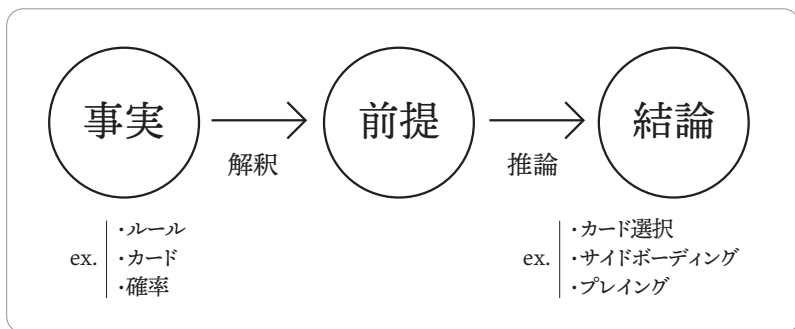 事実
前提
結論
解釈
推論
ex.
・ルール
・カード
・確率
ex.
・カード選択
・サイドボーディング
・プレイング